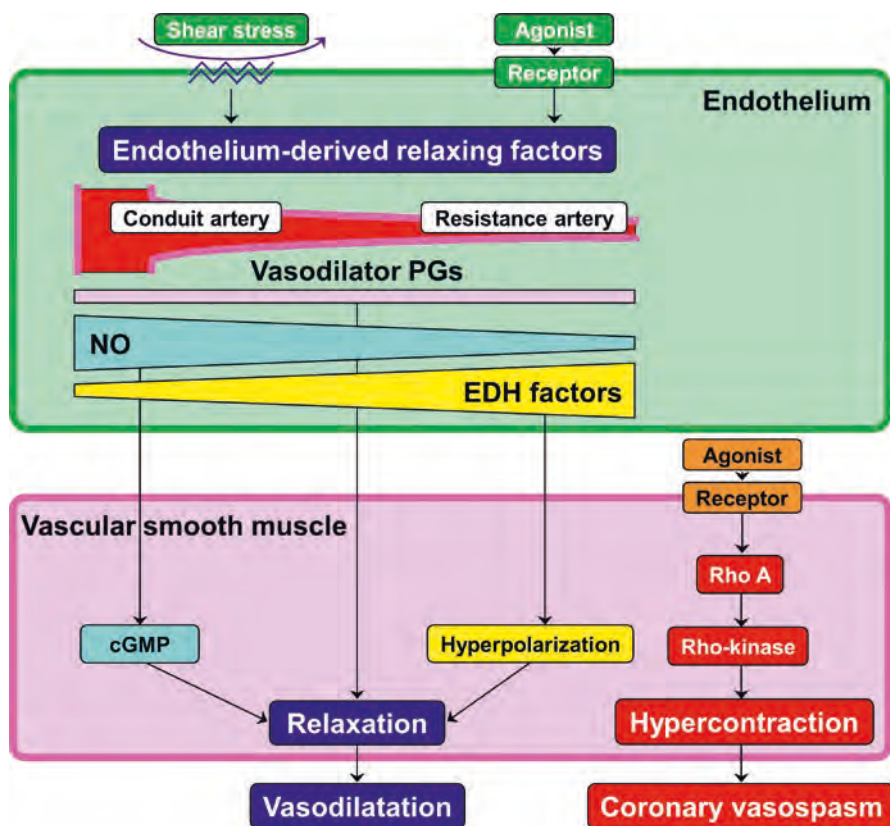 Shear stress
Agonist
Receptor
Endothelium
Endothelium-derived relaxing factors
Conduit artery
Resistance artery
Vasodilator PGs
NO
EDH factors
Agonist
Receptor
Vascular smooth muscle
Rho A
cGMP
Hyperpolarization
Rho-kinase
Relaxation
Hypercontraction
Vasodilatation
Coronary vasospasm